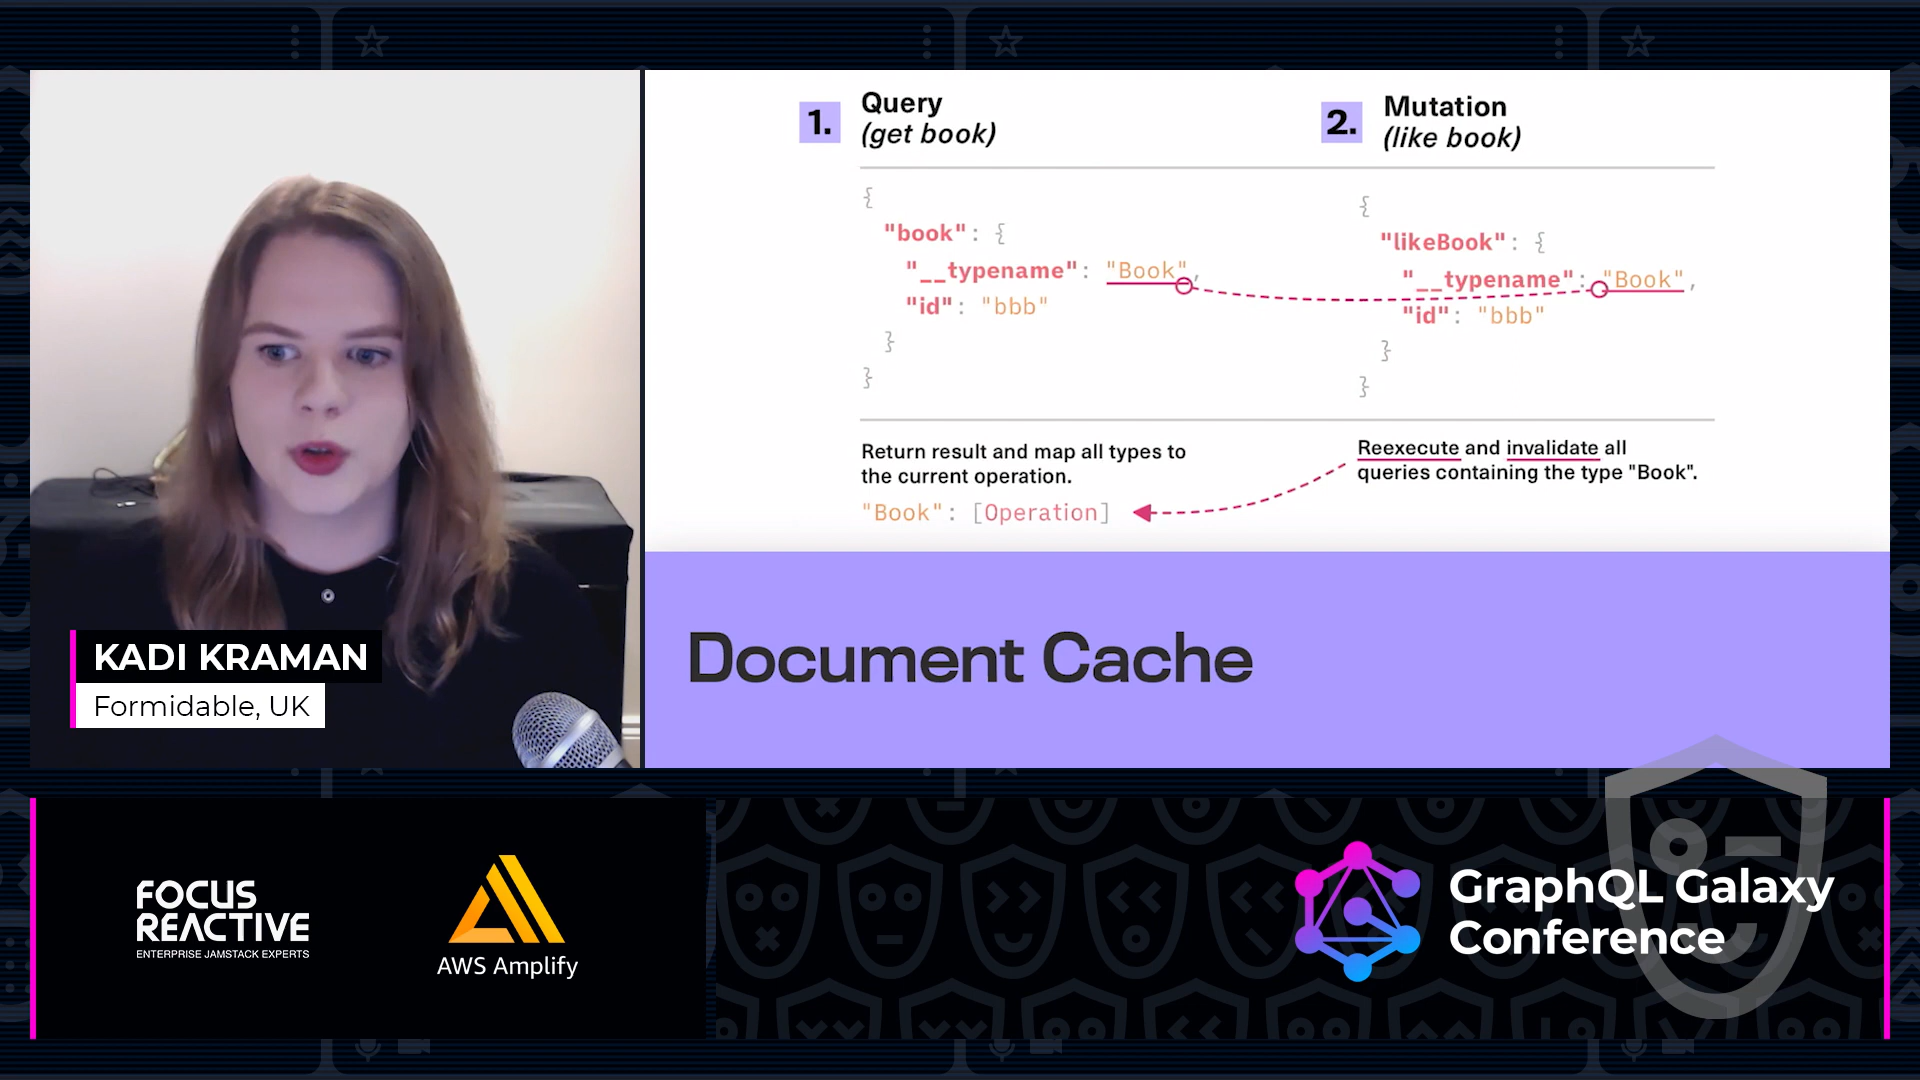 1.
Query
(get book)
{
"book": {
"__typename": "Book",
"id": "bbb"
}
}
Return result and map all types to
the current operation.
"Book": [Operation]
2.
Mutation
(like book)
{
"likeBook": {
"__typename": "Book",
"id": "bbb"
}
}
Reexecute and invalidate all
queries containing the type "Book".
Document Cache
KADI KRAMAN
Formidable, UK
FOCUS
REACTIVE
ENTERPRISE JAMSTACK EXPERTS
AWS Amplify
GraphQL Galaxy
Conference